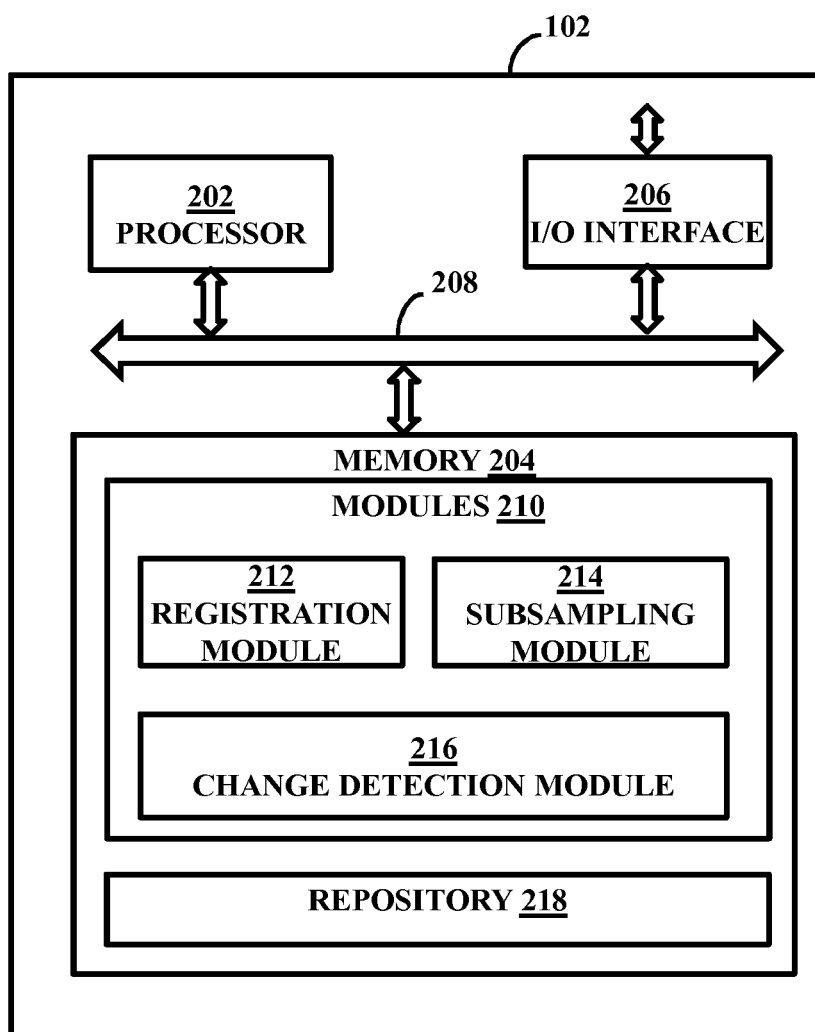 102
202
PROCESSOR
206
I/O INTERFACE
208
MEMORY 204
MODULES 210
212
REGISTRATION
MODULE
214
SUBSAMPLING
MODULE
216
CHANGE DETECTION MODULE
REPOSITORY 218